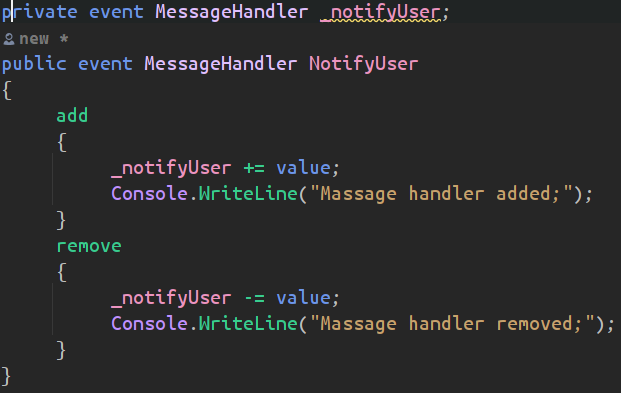 private event MessageHandler _notifyUser;
new *
public event MessageHandler NotifyUser
{
add
{
_notifyUser += value;
Console.WriteLine("Massage handler added;");
}
remove
{
_notifyUser -= value;
Console.WriteLine("Massage handler removed;");
}
}